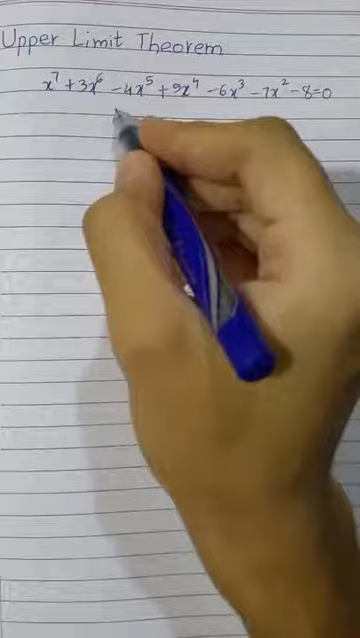 Upper Limit Theorem
x⁷ + 3x⁶ - 4x⁵ + 5x⁴ - 6x³ - 7x² - 8 = 0